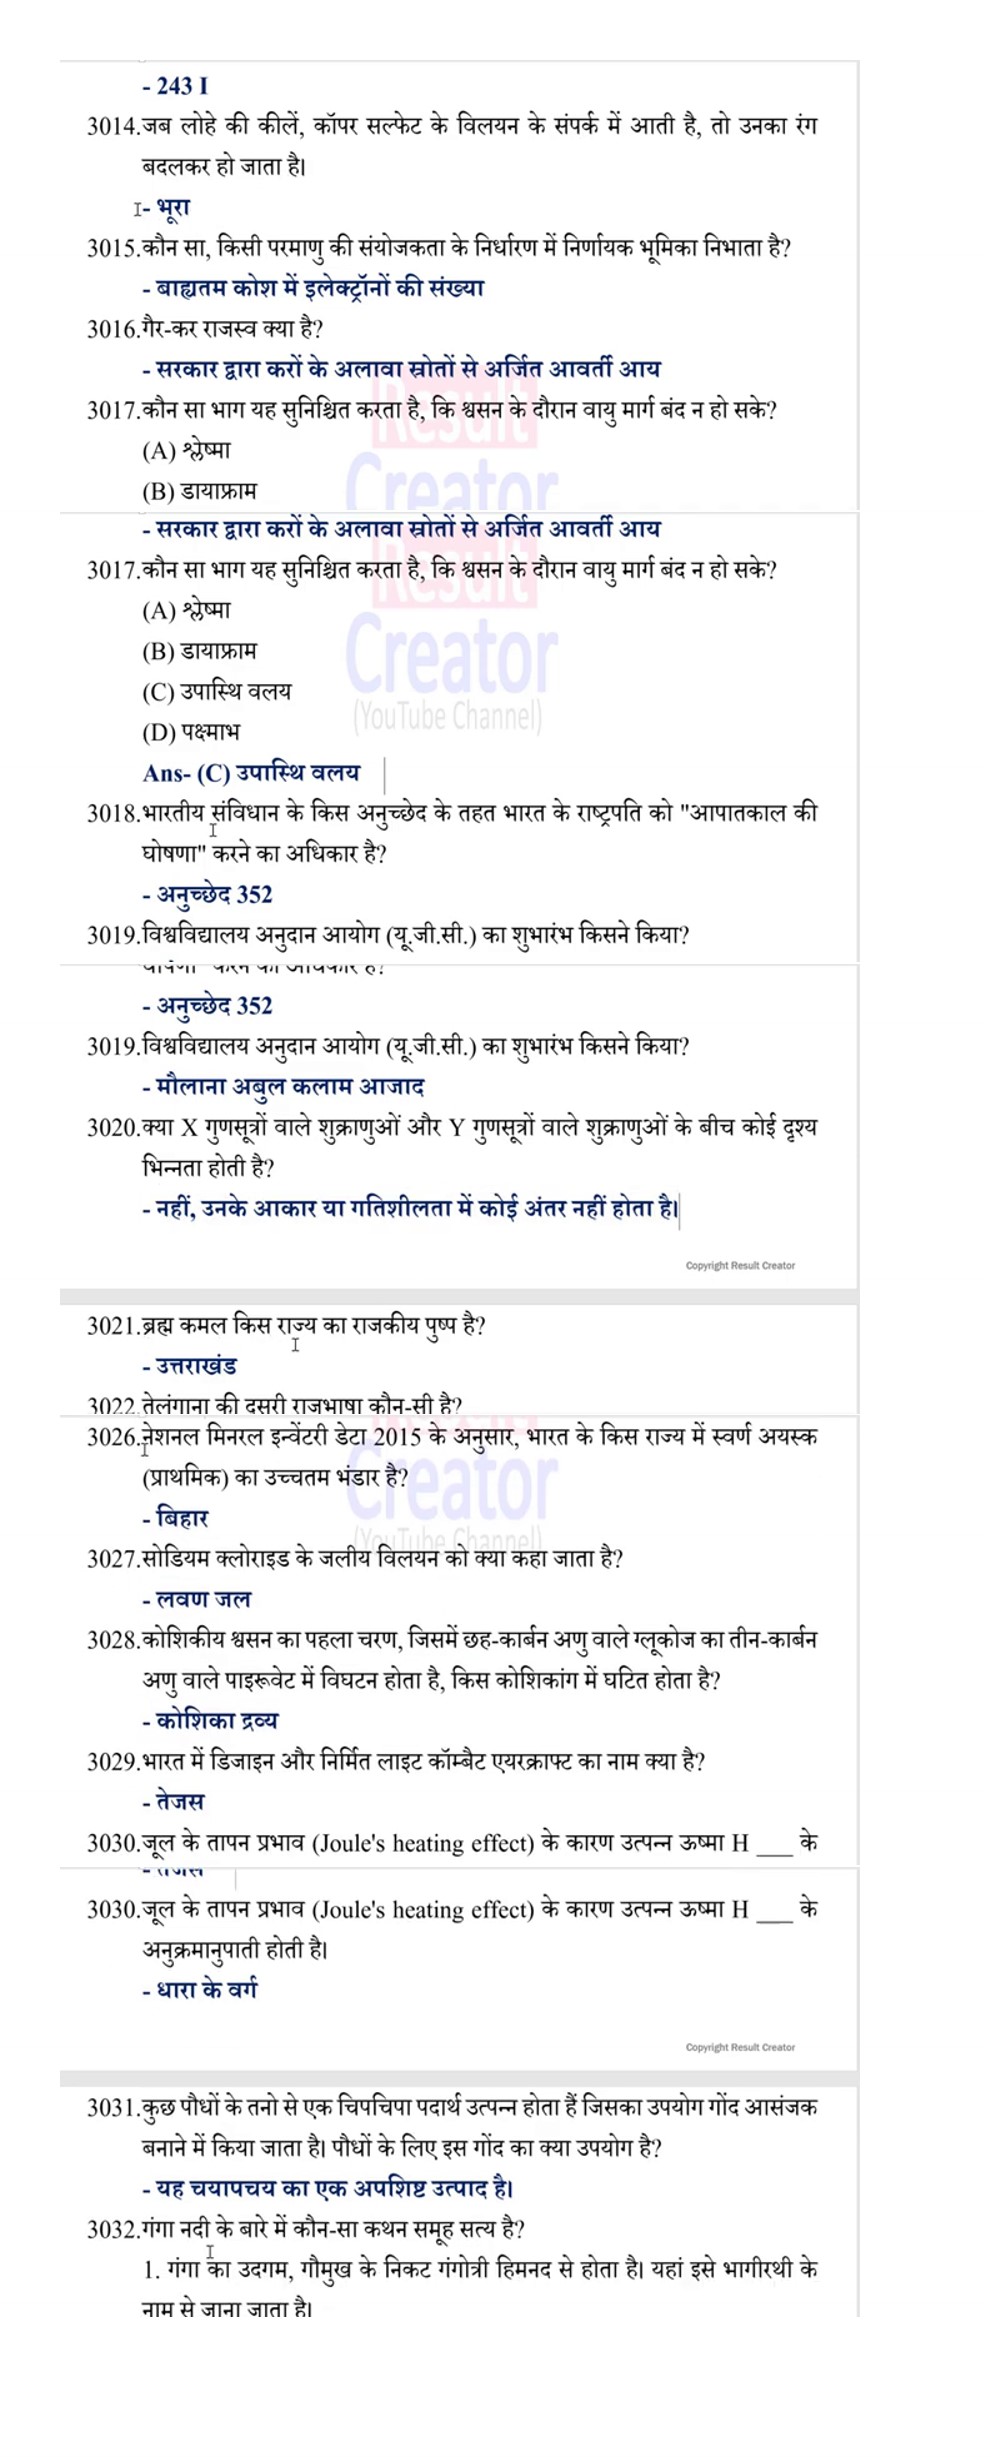 - 243 I
3014.जब लोहे की कीलें, कॉपर सल्फेट के विलयन के संपर्क में आती है, तो उनका रंग
बदलकर हो जाता है।
- भूरा
3015.कौन सा, किसी परमाणु की संयोजकता के निर्धारण में निर्णायक भूमिका निभाता है?
- बाह्यतम कोश में इलेक्ट्रॉनों की संख्या
3016.गैर-कर राजस्व क्या है?
- सरकार द्वारा करों के अलावा स्रोतों से अर्जित आवर्ती आय
3017.कौन सा भाग यह सुनिश्चित करता है, कि श्वसन के दौरान वायु मार्ग बंद न हो सके?
Result
(A) श्लेष्मा
Creator
(B) डायाफ्राम
- सरकार द्वारा करों के अलावा स्रोतों से अर्जित आवर्ती आय
3017.कौन सा भाग यह सुनिश्चित करता है, कि श्वसन के दौरान वायु मार्ग बंद न हो सके?
Result
(A) श्लेष्मा
(B) डायाफ्राम
Creator
(C) उपास्थि वलय
(YouTube Channel)
(D) पक्ष्माभ
Ans- (C) उपास्थि वलय
3018.भारतीय संविधान के किस अनुच्छेद के तहत भारत के राष्ट्रपति को "आपातकाल की
घोषणा" करने का अधिकार है?
- अनुच्छेद 352
3019.विश्वविद्यालय अनुदान आयोग (यू.जी.सी.) का शुभारंभ किसने किया?
घोषणा" करने का अधिकार है?
- अनुच्छेद 352
3019.विश्वविद्यालय अनुदान आयोग (यू.जी.सी.) का शुभारंभ किसने किया?
- मौलाना अबुल कलाम आजाद
3020.क्या X गुणसूत्रों वाले शुक्राणुओं और Y गुणसूत्रों वाले शुक्राणुओं के बीच कोई दृश्य
भिन्नता होती है?
- नहीं, उनके आकार या गतिशीलता में कोई अंतर नहीं होता है।
Copyright Result Creator
3021.ब्रह्म कमल किस राज्य का राजकीय पुष्प है?
- उत्तराखंड
3022.तेलंगाना की दूसरी राजभाषा कौन-सी है?
3026.नेशनल मिनरल इन्वेंटरी डेटा 2015 के अनुसार, भारत के किस राज्य में स्वर्ण अयस्क
(प्राथमिक) का उच्चतम भंडार है?
Creator
- बिहार
(YouTube Channel)
3027.सोडियम क्लोराइड के जलीय विलयन को क्या कहा जाता है?
- लवण जल
3028.कोशिकीय श्वसन का पहला चरण, जिसमें छह-कार्बन अणु वाले ग्लूकोज का तीन-कार्बन
अणु वाले पाइरूवेट में विघटन होता है, किस कोशिकांग में घटित होता है?
- कोशिका द्रव्य
3029.भारत में डिजाइन और निर्मित लाइट कॉम्बैट एयरक्राफ्ट का नाम क्या है?
- तेजस
3030.जूल के तापन प्रभाव (Joule's heating effect) के कारण उत्पन्न ऊष्मा H ___ के
- तेजस
3030.जूल के तापन प्रभाव (Joule's heating effect) के कारण उत्पन्न ऊष्मा H ___ के
अनुक्रमानुपाती होती है।
- धारा के वर्ग
Copyright Result Creator
3031.कुछ पौधों के तनो से एक चिपचिपा पदार्थ उत्पन्न होता हैं जिसका उपयोग गोंद आसंजक
बनाने में किया जाता है। पौधों के लिए इस गोंद का क्या उपयोग है?
- यह चयापचय का एक अपशिष्ट उत्पाद है।
3032.गंगा नदी के बारे में कौन-सा कथन समूह सत्य है?
1. गंगा का उदगम, गौमुख के निकट गंगोत्री हिमनद से होता है। यहां इसे भागीरथी के
नाम से जाना जाता है।